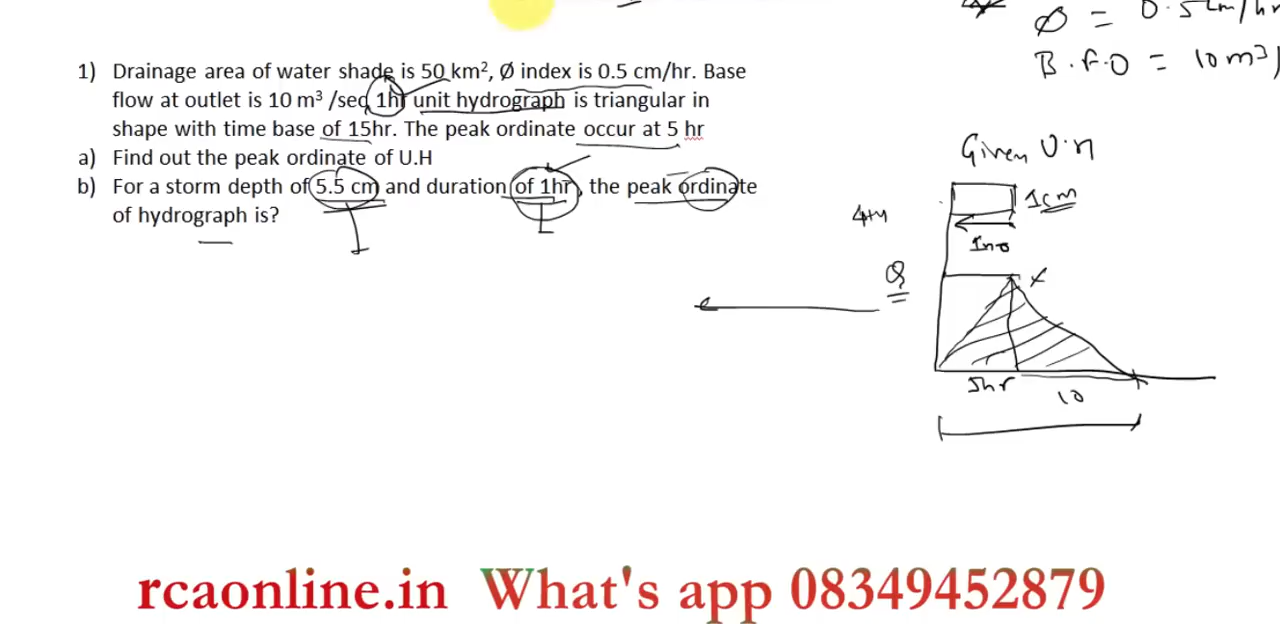 Ø = 0.5 cm/hr
B.F.O = 10 m³/
1) Drainage area of water shade is 50 km², Ø index is 0.5 cm/hr. Base
flow at outlet is 10 m³ /sec 1hr unit hydrograph is triangular in
shape with time base of 15hr. The peak ordinate occur at 5 hr
a) Find out the peak ordinate of U.H
b) For a storm depth of 5.5 cm and duration of 1hr, the peak ordinate
of hydrograph is?
Given U.H
1cm
Q
5hr
10
rcaonline.in What's app 08349452879